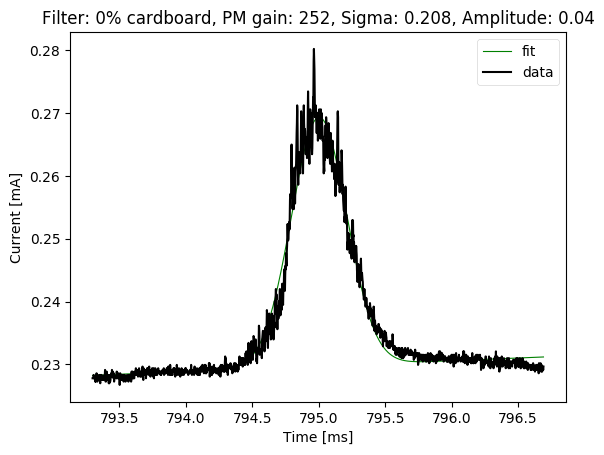 Filter: 0% cardboard, PM gain: 252, Sigma: 0.208, Amplitude: 0.04
fit
data
0.28
0.27
0.26
0.25
0.24
0.23
Current [mA]
793.5 794.0 794.5 795.0 795.5 796.0 796.5
Time [ms]